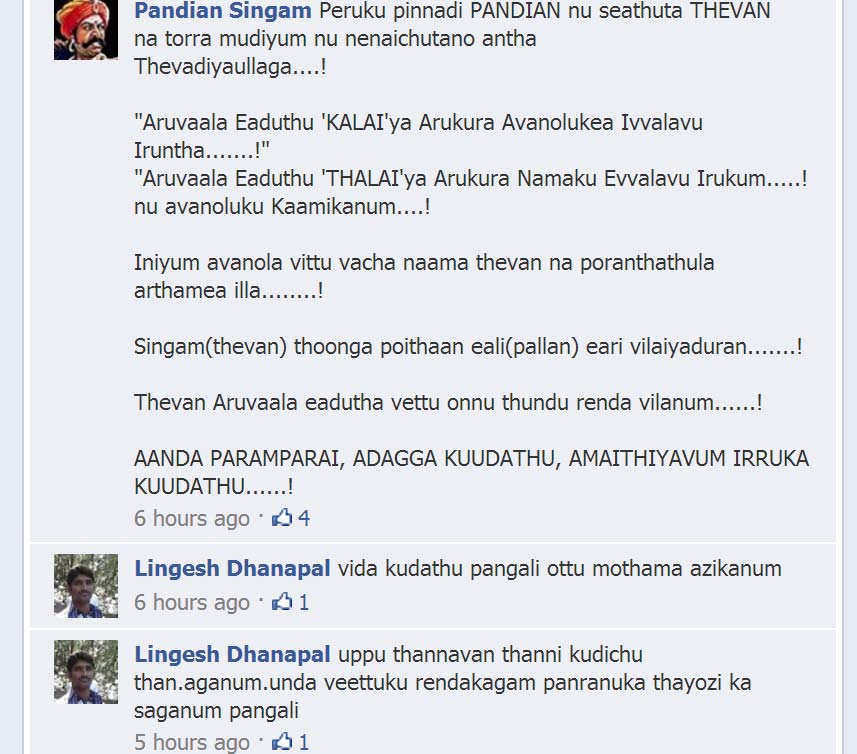 Pandian Singam Peruku pinnadi PANDIAN nu seathuta THEVAN
na torra mudiyum nu nenaichutano antha
Thevadiyaullaga....!
"Aruvaala Eaduthu 'KALAI'ya Arukura Avanolukea Ivvalavu
Iruntha.......!"
"Aruvaala Eaduthu 'THALAI'ya Arukura Namaku Evvalavu Irukum.....!
nu avanoluku Kaamikanum....!
Iniyum avanola vittu vacha naama thevan na poranthathula
arthamea illa........!
Singam(thevan) thoonga poithaan eali(pallan) eari vilaiyaduran.......!
Thevan Aruvaala eadutha vettu onnu thundu renda vilanum......!
AANDA PARAMPARAI, ADAGGA KUUDATHU, AMAITHIYAVUM IRRUKA
KUUDATHU......!
6 hours ago · 4
Lingesh Dhanapal vida kudathu pangali ottu mothama azikanum
6 hours ago · 1
Lingesh Dhanapal uppu thannavan thanni kudichu
than.aganum.unda veettuku rendakagam panranuka thayozi ka
saganum pangali
5 hours ago · 1